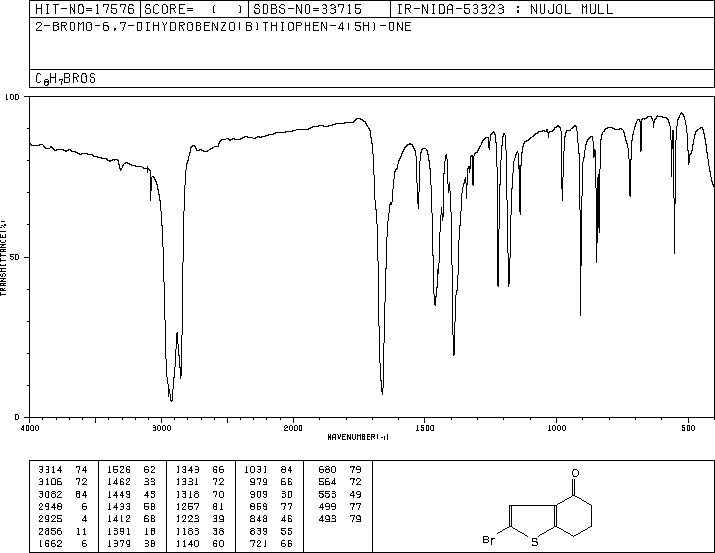 HIT-NO=17576 SCORE= ( ) SDBS-NO=33715 IR-NIDA-53323 : NUJOL MULL
2-BROMO-6,7-DIHYDROBENZO(B)THIOPHEN-4(5H)-ONE
C8H7BROS
100
50
0
TRANSMITTANCE(%)
4000 3000 2000 1500 1000 500
WAVENUMBER(-1)
3314 74 1526 62 1343 66 1031 84 680 79
3106 72 1462 33 1331 72 979 66 564 72
3082 84 1449 45 1318 70 909 30 553 49
2948 6 1433 58 1257 81 859 77 499 77
2925 4 1412 66 1223 39 848 46 493 79
2856 11 1391 18 1183 38 839 55
1662 6 1379 38 1140 60 721 66
O
Br S